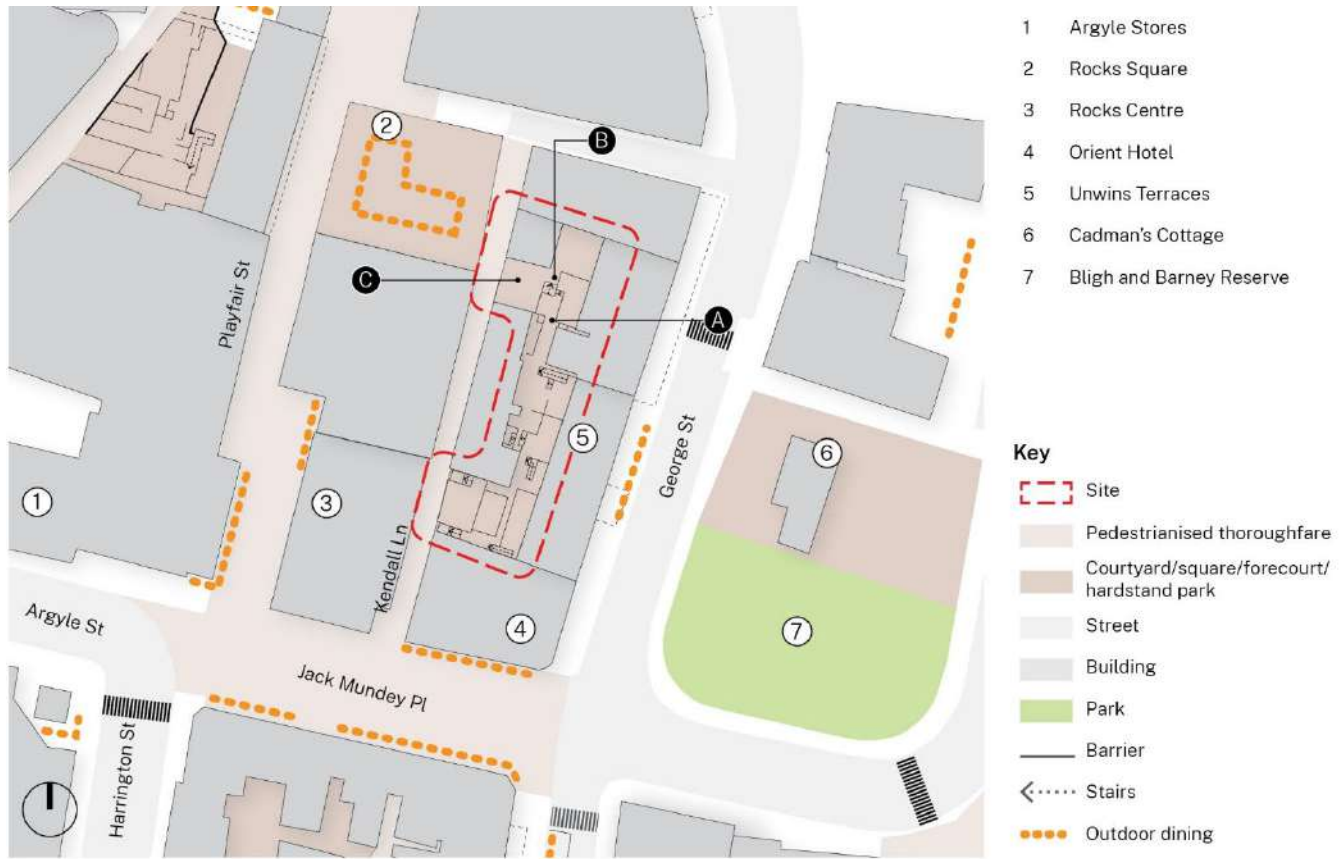 1 Argyle Stores
2 Rocks Square
3 Rocks Centre
4 Orient Hotel
5 Unwins Terraces
6 Cadman's Cottage
7 Bligh and Barney Reserve
2
B
C
A
Playfair St
5
George St
6
1
3
Kendall Ln
4
7
Argyle St
Jack Mundey Pl
Harrington St
Key
Site
Pedestrianised thoroughfare
Courtyard/square/forecourt/
hardstand park
Street
Building
Park
Barrier
Stairs
Outdoor dining